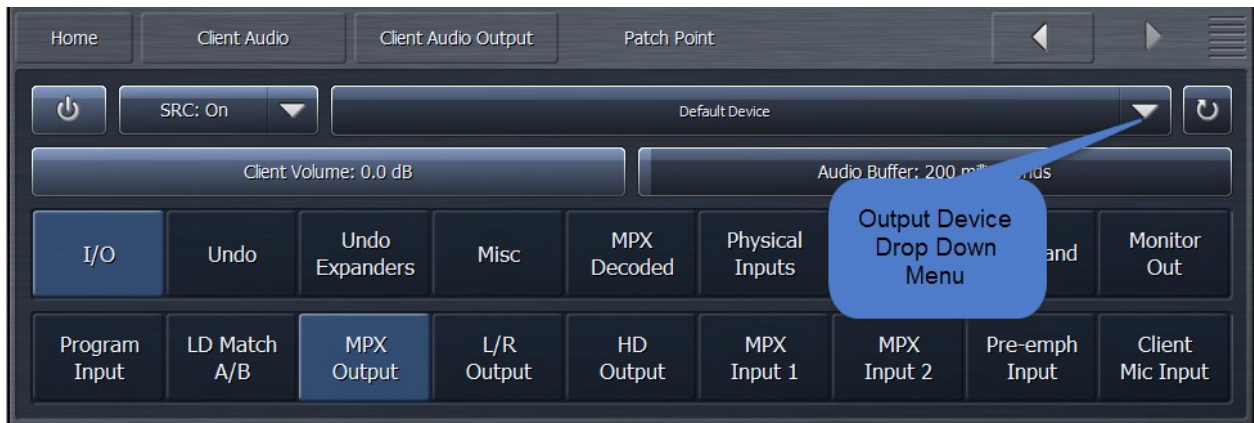 Home
Client Audio
Client Audio Output
Patch Point
SRC: On
Default Device
Client Volume: 0.0 dB
Audio Buffer: 200
I/O
Undo
Undo
Expanders
Misc
MPX
Decoded
Physical
Inputs
Output Device
Drop Down
Menu
Monitor
Out
Program
Input
LD Match
A/B
MPX
Output
L/R
Output
HD
Output
MPX
Input 1
MPX
Input 2
Pre-emph
Input
Client
Mic Input